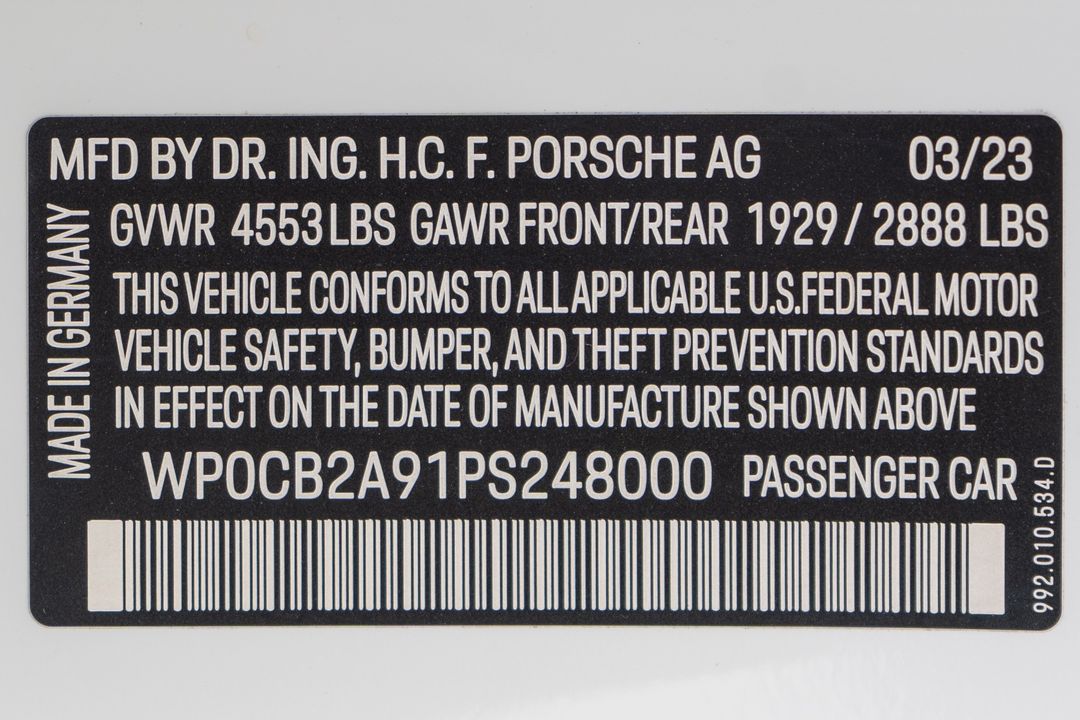 MFD BY DR. ING. H.C. F. PORSCHE AG 03/23
GVWR 4553 LBS GAWR FRONT/REAR 1929 / 2888 LBS
THIS VEHICLE CONFORMS TO ALL APPLICABLE U.S.FEDERAL MOTOR
VEHICLE SAFETY, BUMPER, AND THEFT PREVENTION STANDARDS
IN EFFECT ON THE DATE OF MANUFACTURE SHOWN ABOVE
WP0CB2A91PS248000 PASSENGER CAR
MADE IN GERMANY
992.010.534.D